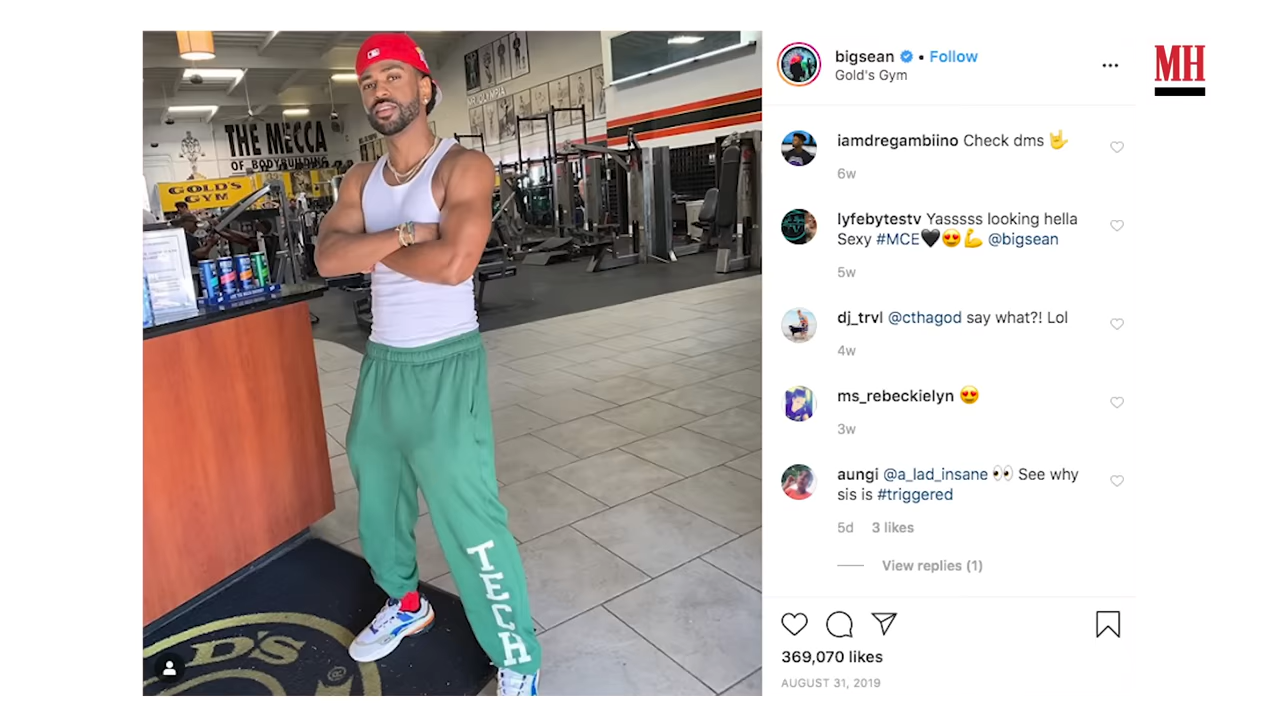 THE MECCA
OF BODYBUILDING
MR. OLYMPIA
GOLD'S
GYM
TECH
D'S
bigsean • Follow
Gold's Gym
MH
iamdregambiino Check dms 🤟
6w
lyfebytestv Yasssss looking hella
Sexy #MCE🖤😍💪 @bigsean
5w
dj_trvl @cthagod say what?! Lol
4w
ms_rebeckielyn 😍
3w
aungi @a_lad_insane 👀 See why
sis is #triggered
5d 3 likes
View replies (1)
369,070 likes
AUGUST 31, 2019